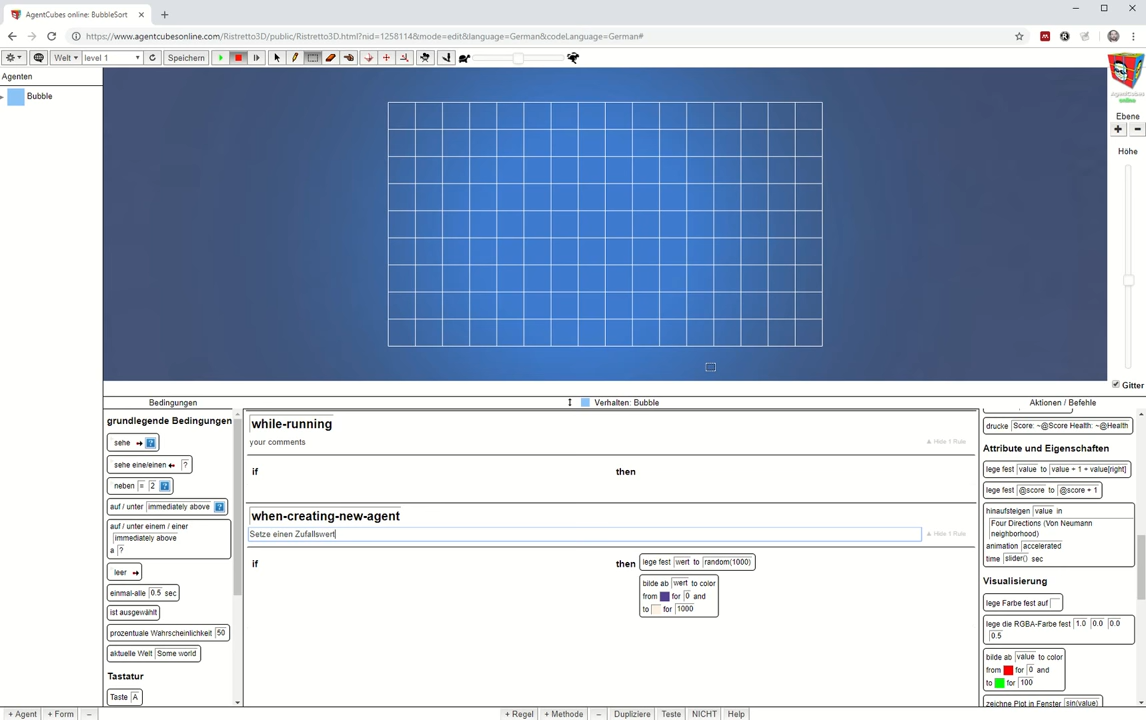 AgentCubes online: BubbleSort
https://www.agentcubesonline.com/Ristretto3D/public/Ristretto3D.html?nid=1258114&mode=edit&language=German&codeLanguage=German#
Welt
level 1
Speichern
Agenten
Bubble
AgentCubes
online
Ebene
+ -
Höhe
Gitter
Bedingungen
Verhalten: Bubble
Aktionen / Befehle
grundlegende Bedingungen
sehe ?
sehe eine/einen ?
neben = 2 ?
auf / unter immediately above ?
auf / unter einem / einer
immediately above
a ?
leer
einmal-alle 0.5 sec
ist ausgewählt
prozentuale Wahrscheinlichkeit 50
aktuelle Welt Some world
Tastatur
Taste A
while-running
your comments
Hide 1 Rule
if then
when-creating-new-agent
Setze einen Zufallswert
Hide 1 Rule
if then
lege fest wert to random(1000)
bilde ab wert to color
from for 0 and
to for 1000
drucke Score: ~@Score Health: ~@Health
Attribute und Eigenschaften
lege fest value to value + 1 + value[right]
lege fest @score to @score + 1
hinaufsteigen value in
Four Directions (Von Neumann
neighborhood)
animation accelerated
time slider() sec
Visualisierung
lege Farbe fest auf
lege die RGBA-Farbe fest 1.0 0.0 0.0
0.5
bilde ab value to color
from for 0 and
to for 100
zeichne Plot in Fenster sin(value)
+ Agent + Form - + Regel + Methode - Dupliziere Teste NICHT Help